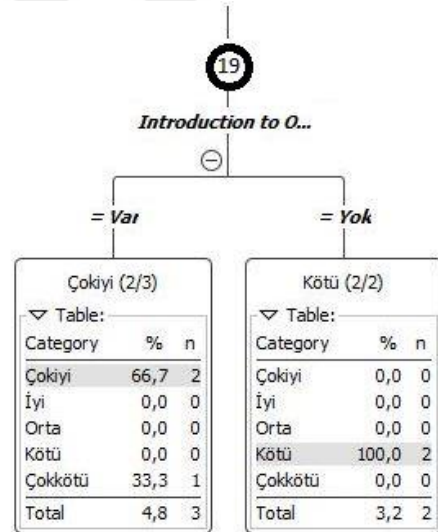 19
Introduction to O...
= Var
= Yok
Çokiyi (2/3)
Table:
Category % n
Çokiyi 66,7 2
İyi 0,0 0
Orta 0,0 0
Kötü 0,0 0
Çokkötü 33,3 1
Total 4,8 3
Kötü (2/2)
Table:
Category % n
Çokiyi 0,0 0
İyi 0,0 0
Orta 0,0 0
Kötü 100,0 2
Çokkötü 0,0 0
Total 3,2 2